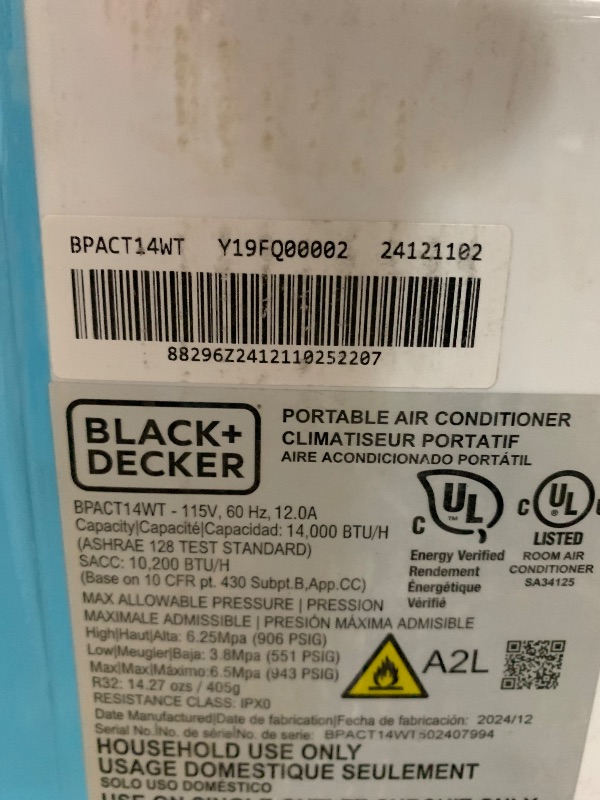 BPACT14WT Y19FQ00002 24121102
88296Z2412110252207
BLACK+
DECKER
PORTABLE AIR CONDITIONER
CLIMATISEUR PORTATIF
AIRE ACONDICIONADO PORTÁTIL
BPACT14WT - 115V, 60 Hz, 12.0A
Capacity|Capacité|Capacidad: 14,000 BTU/H
(ASHRAE 128 TEST STANDARD)
SACC: 10,200 BTU/H
(Base on 10 CFR pt. 430 Subpt.B,App.CC)
C UL ™
Energy Verified
Rendement
Énergétique
Vérifié
C UL ®
LISTED
ROOM AIR
CONDITIONER
SA34125
MAX ALLOWABLE PRESSURE | PRESSION
MAXIMALE ADMISSIBLE | PRESIÓN MÁXIMA ADMISIBLE
High|Haut|Alta: 6.25Mpa (906 PSIG)
Low|Meugler|Baja: 3.8Mpa (551 PSIG)
Max|Max|Máximo:6.5Mpa (943 PSIG)
R32: 14.27 ozs / 405g
RESISTANCE CLASS: IPX0
A2L
Date Manufactured|Date de fabrication|Fecha de fabricación: 2024/12
Serial No.|No. de série|No. de serie: BPACT14WT502407994
HOUSEHOLD USE ONLY
USAGE DOMESTIQUE SEULEMENT
SOLO USO DOMÉSTICO